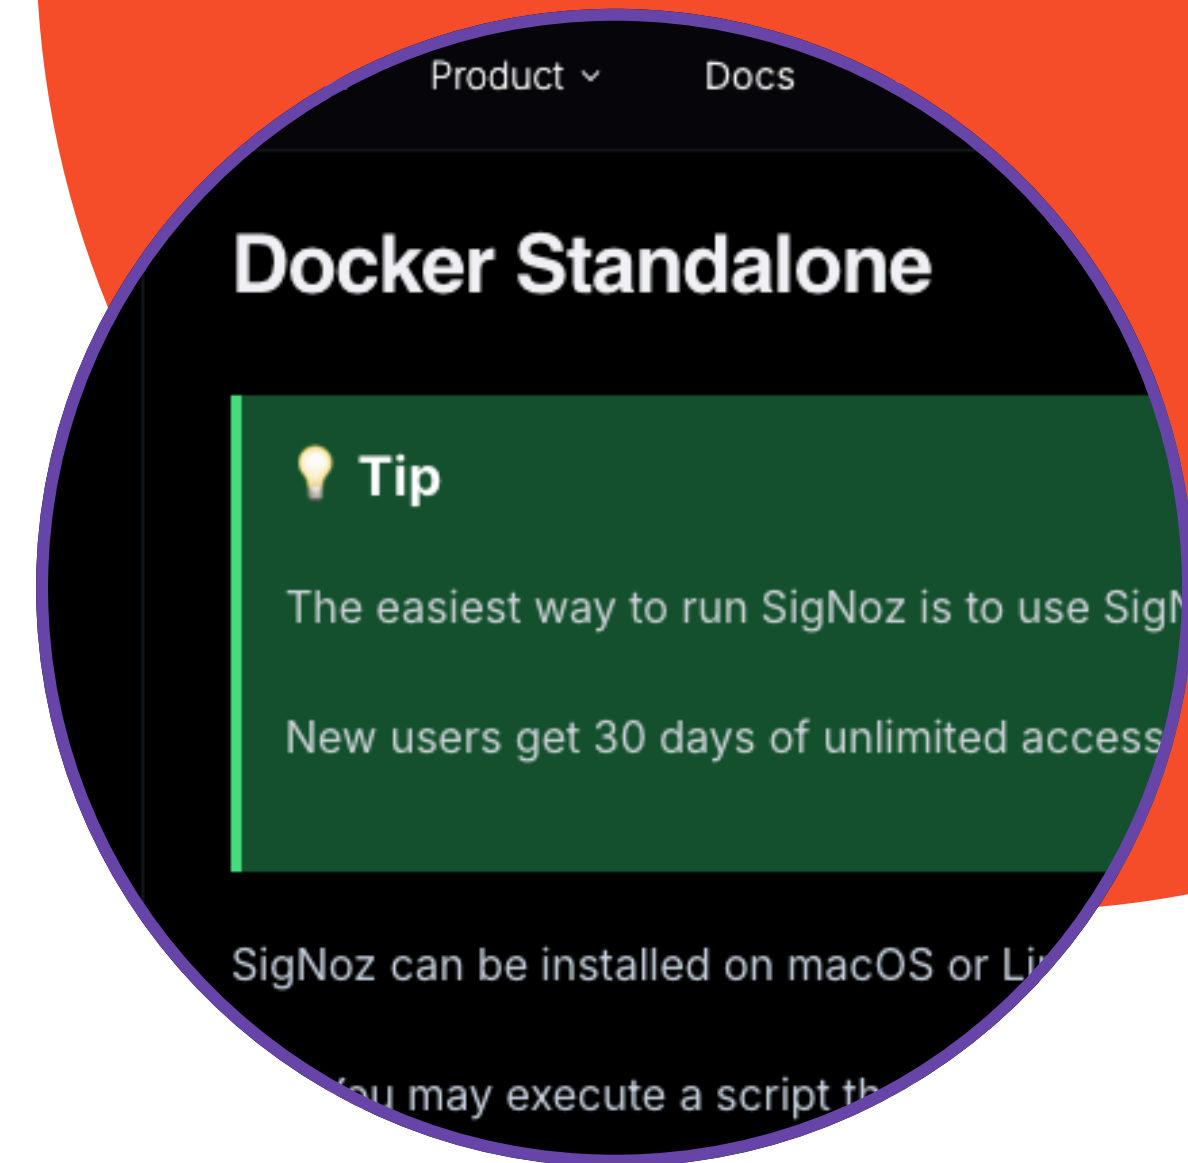 Product Docs
Docker Standalone
💡 Tip
The easiest way to run SigNoz is to use
New users get 30 days of unlimited access
SigNoz can be installed on macOS or
may execute a script